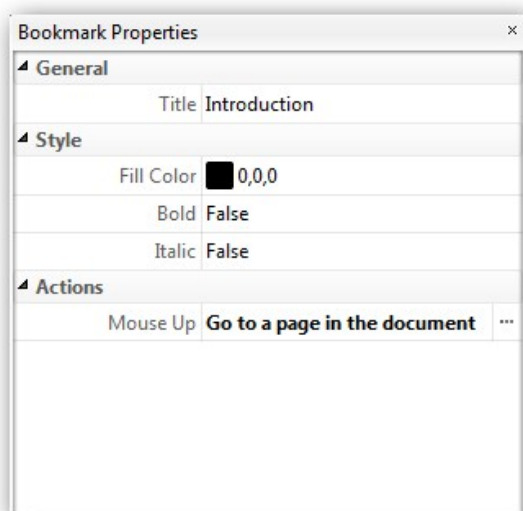 Bookmark Properties
General
Title Introduction
Style
Fill Color 0,0,0
Bold False
Italic False
Actions
Mouse Up Go to a page in the document ...